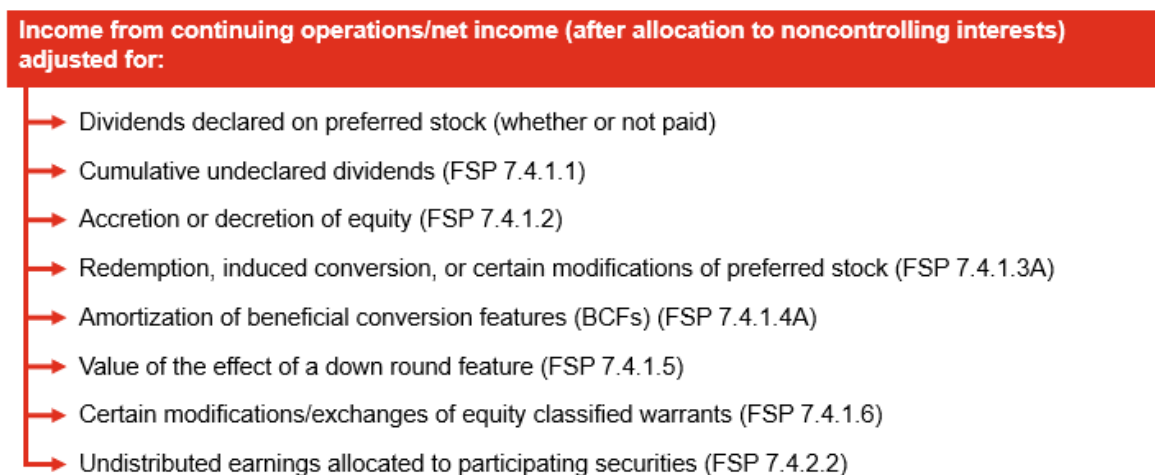 Income from continuing operations/net income (after allocation to noncontrolling interests)
adjusted for:
Dividends declared on preferred stock (whether or not paid)
Cumulative undeclared dividends (FSP 7.4.1.1)
Accretion or decretion of equity (FSP 7.4.1.2)
Redemption, induced conversion, or certain modifications of preferred stock (FSP 7.4.1.3A)
Amortization of beneficial conversion features (BCFs) (FSP 7.4.1.4A)
Value of the effect of a down round feature (FSP 7.4.1.5)
Certain modifications/exchanges of equity classified warrants (FSP 7.4.1.6)
Undistributed earnings allocated to participating securities (FSP 7.4.2.2)